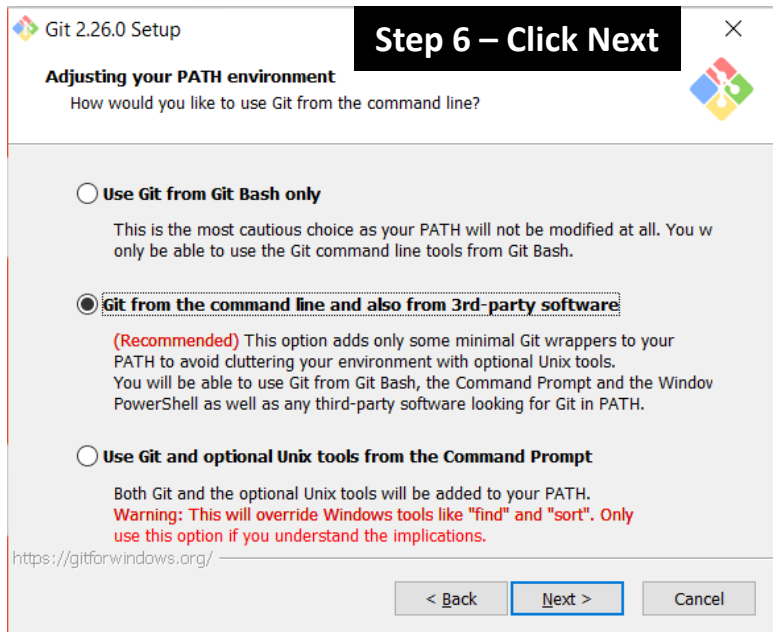 Git 2.26.0 Setup
Step 6 – Click Next
Adjusting your PATH environment
How would you like to use Git from the command line?
Use Git from Git Bash only
This is the most cautious choice as your PATH will not be modified at all. You w
only be able to use the Git command line tools from Git Bash.
Git from the command line and also from 3rd-party software
(Recommended) This option adds only some minimal Git wrappers to your
PATH to avoid cluttering your environment with optional Unix tools.
You will be able to use Git from Git Bash, the Command Prompt and the Window
PowerShell as well as any third-party software looking for Git in PATH.
Use Git and optional Unix tools from the Command Prompt
Both Git and the optional Unix tools will be added to your PATH.
Warning: This will override Windows tools like "find" and "sort". Only
use this option if you understand the implications.
https://gitforwindows.org/
< Back
Next >
Cancel